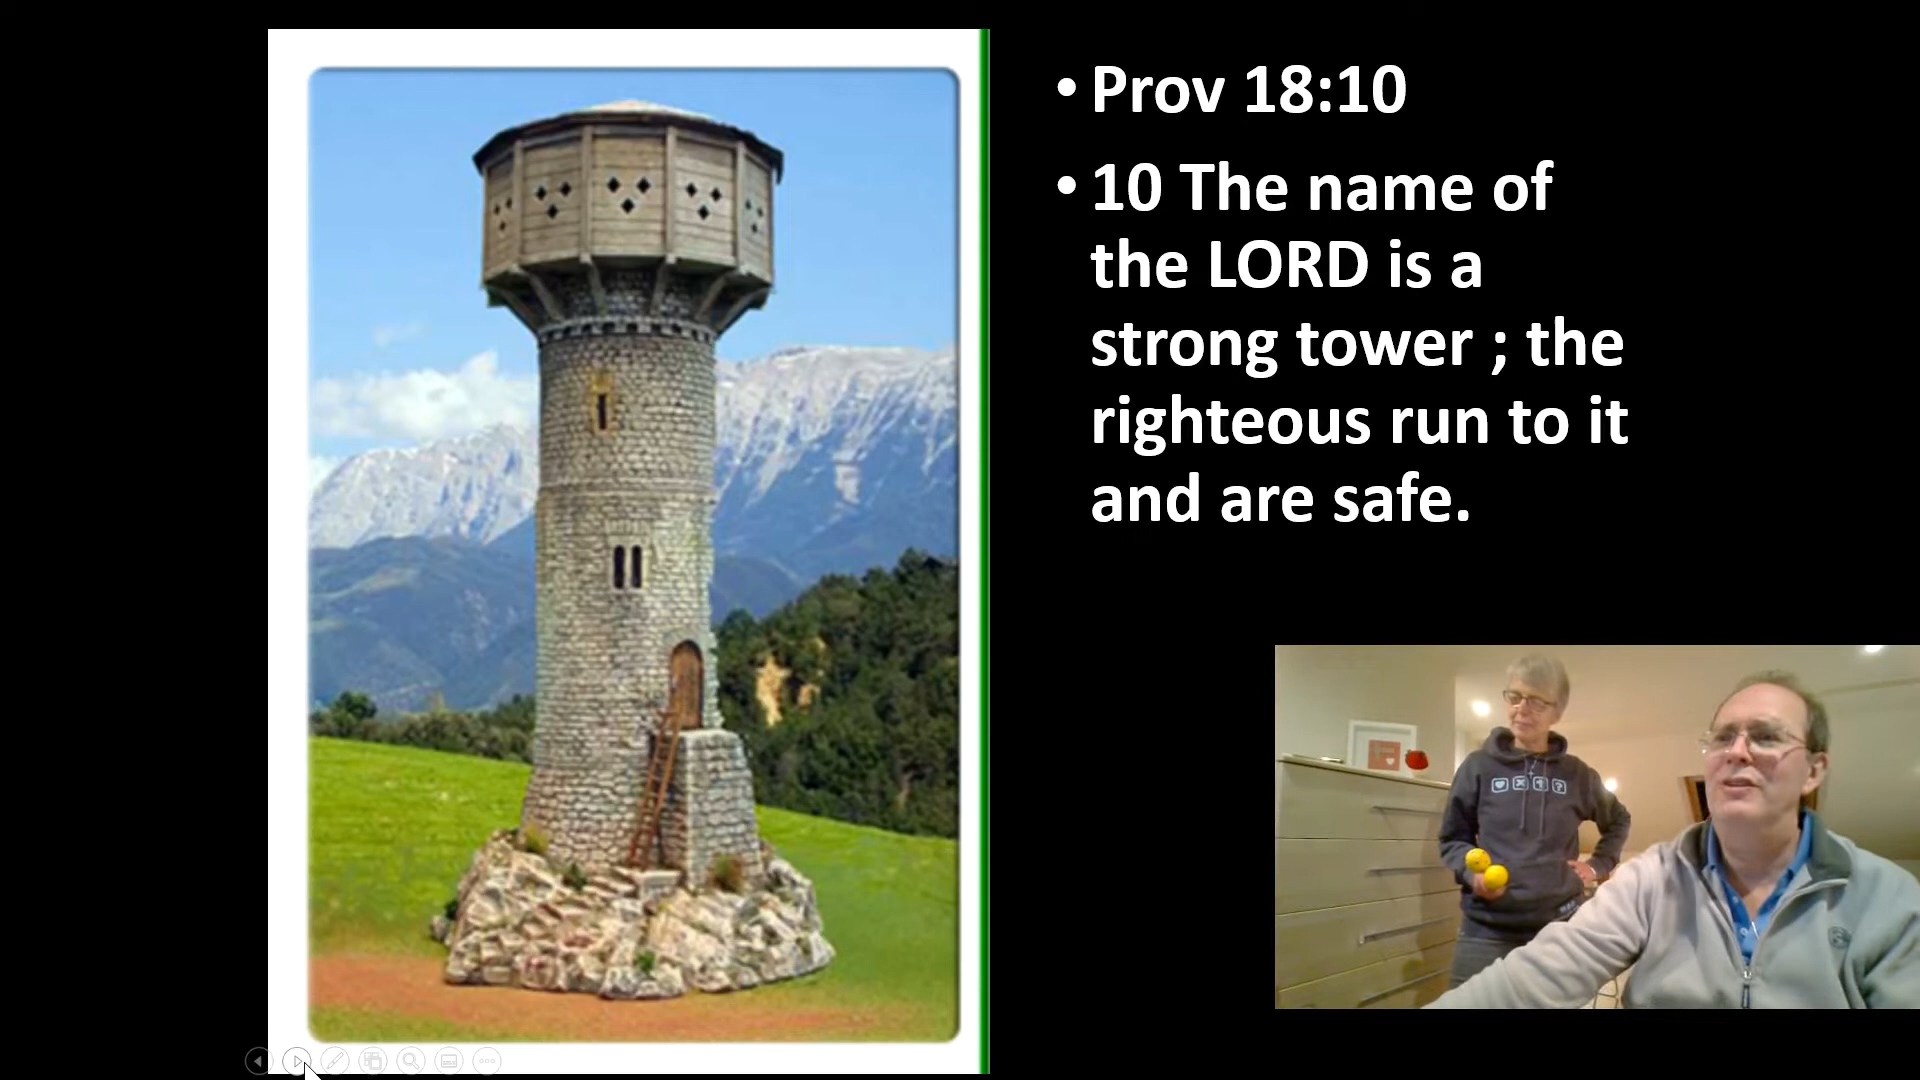 • Prov 18:10
• 10 The name of
the LORD is a
strong tower ; the
righteous run to it
and are safe.